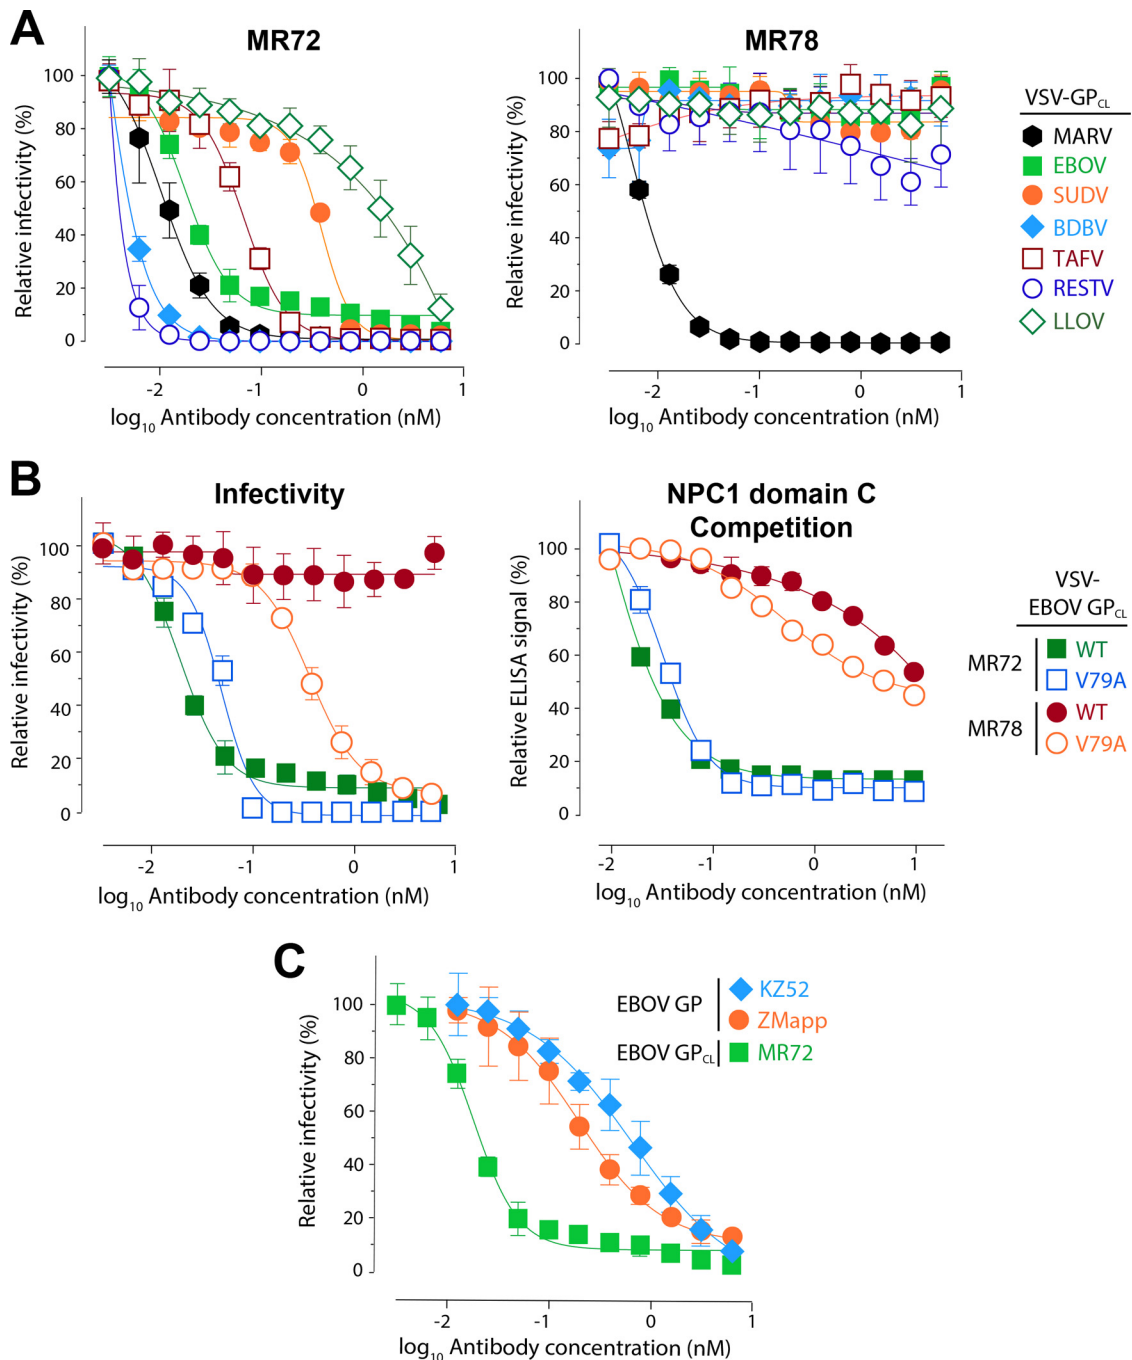 A
MR72
100
80
60
40
20
0
Relative infectivity (%)
-2
-1
0
1
log10 Antibody concentration (nM)
MR78
100
80
60
40
20
0
Relative infectivity (%)
-2
-1
0
1
log10 Antibody concentration (nM)
VSV-GPCL
MARV
EBOV
SUDV
BDBV
TAFV
RESTV
LLOV
B
Infectivity
100
80
60
40
20
0
Relative infectivity (%)
-2
-1
0
1
log10 Antibody concentration (nM)
NPC1 domain C
Competition
100
80
60
40
20
0
Relative ELISA signal (%)
-2
-1
0
1
log10 Antibody concentration (nM)
VSV-
EBOV GPCL
MR72
WT
V79A
MR78
WT
V79A
C
100
80
60
40
20
0
Relative infectivity (%)
-2
-1
0
1
log10 Antibody concentration (nM)
EBOV GP
KZ52
ZMapp
EBOV GPCL
MR72